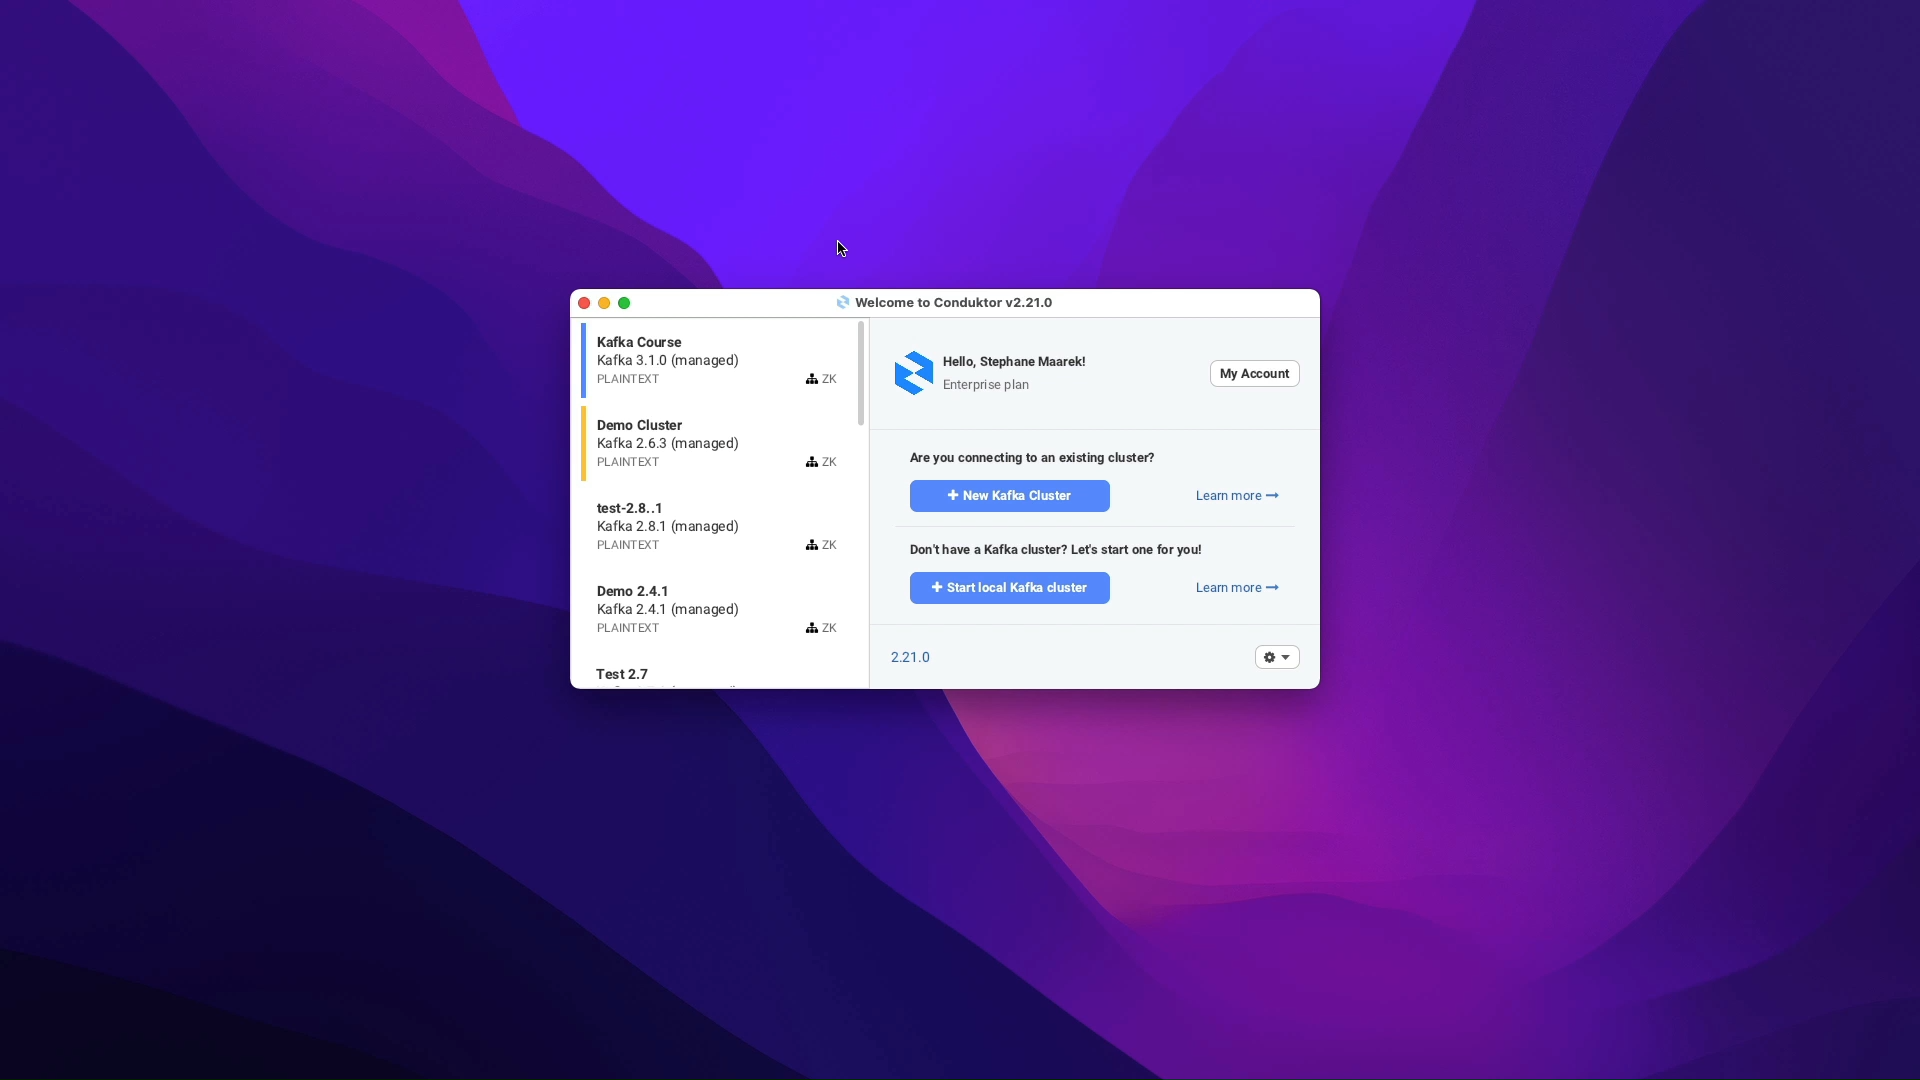 Welcome to Conduktor v2.21.0
Kafka Course
Kafka 3.1.0 (managed)
PLAINTEXT
ZK
Demo Cluster
Kafka 2.6.3 (managed)
PLAINTEXT
ZK
test-2.8..1
Kafka 2.8.1 (managed)
PLAINTEXT
ZK
Demo 2.4.1
Kafka 2.4.1 (managed)
PLAINTEXT
ZK
Test 2.7
Hello, Stephane Maarek!
Enterprise plan
My Account
Are you connecting to an existing cluster?
+ New Kafka Cluster
Learn more →
Don't have a Kafka cluster? Let's start one for you!
+ Start local Kafka cluster
Learn more →
2.21.0